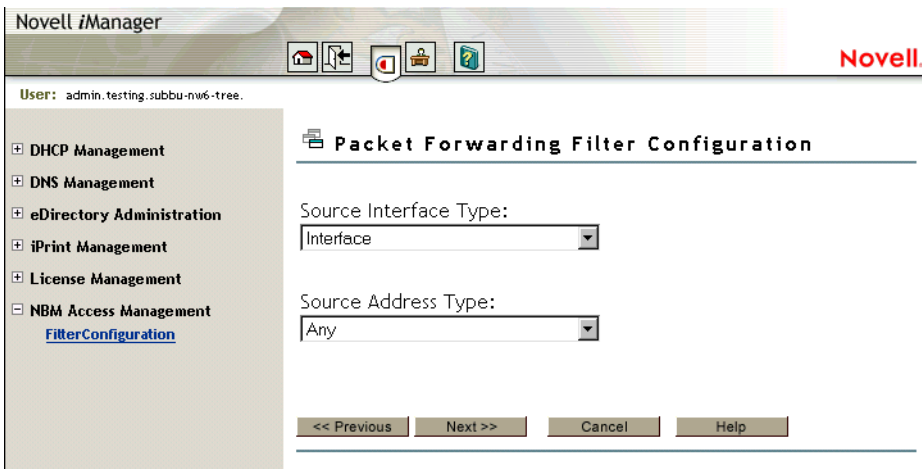 Novell iManager
Novell.
User: admin.testing.subbu-nw6-tree.
DHCP Management
DNS Management
eDirectory Administration
iPrint Management
License Management
NBM Access Management
FilterConfiguration
Packet Forwarding Filter Configuration
Source Interface Type:
Interface
Source Address Type:
Any
<< Previous
Next >>
Cancel
Help